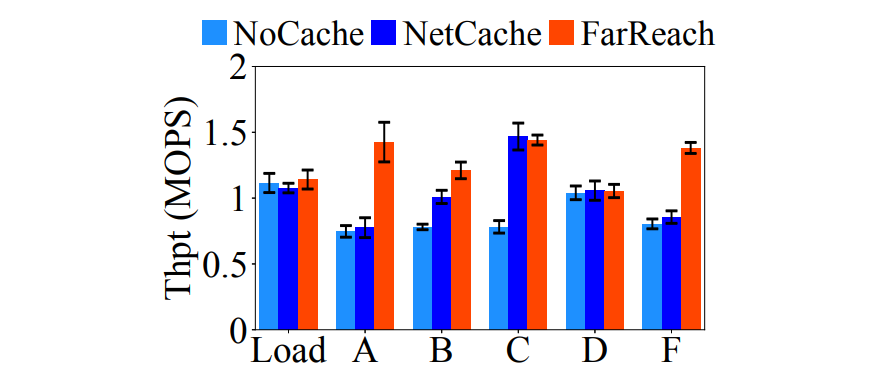 NoCache NetCache FarReach
Thpt (MOPS)
2
1.5
1
0.5
0
Load A B C D F